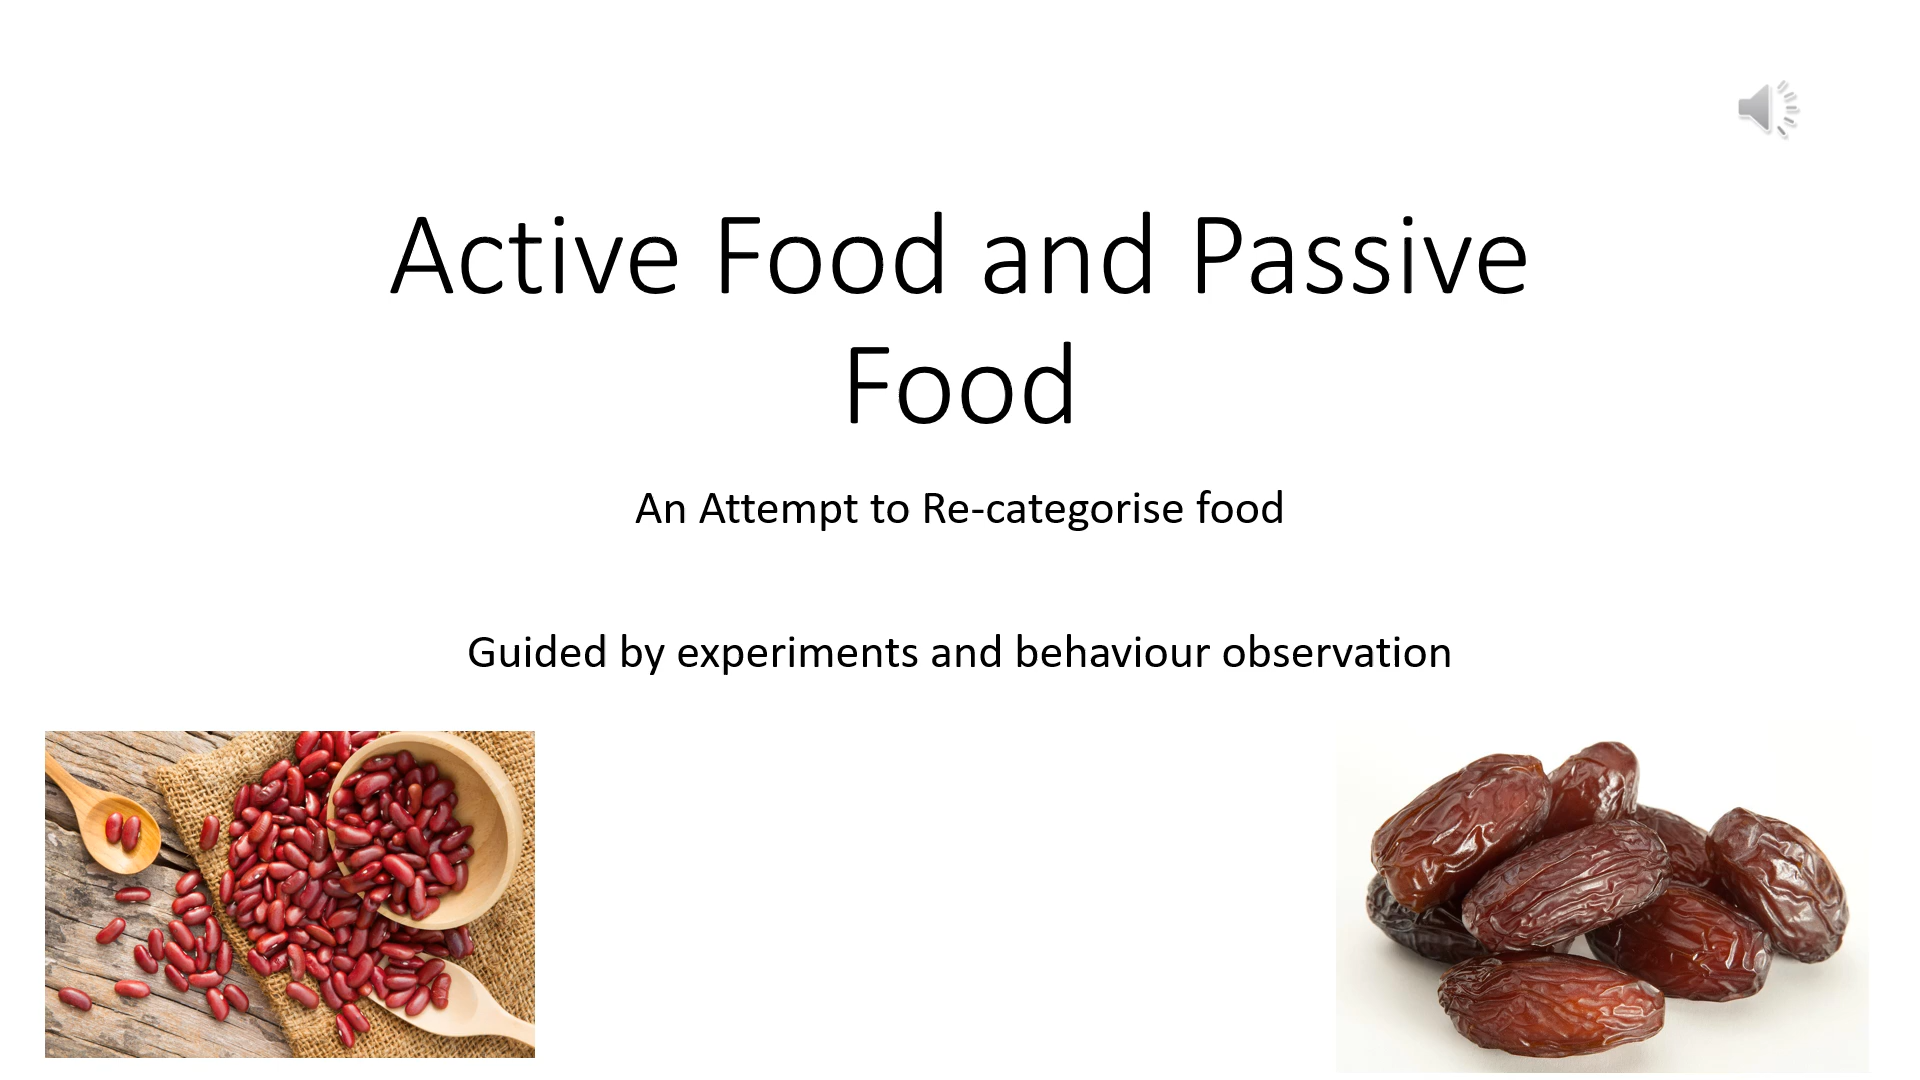 Active Food and Passive
Food
An Attempt to Re-categorise food
Guided by experiments and behaviour observation